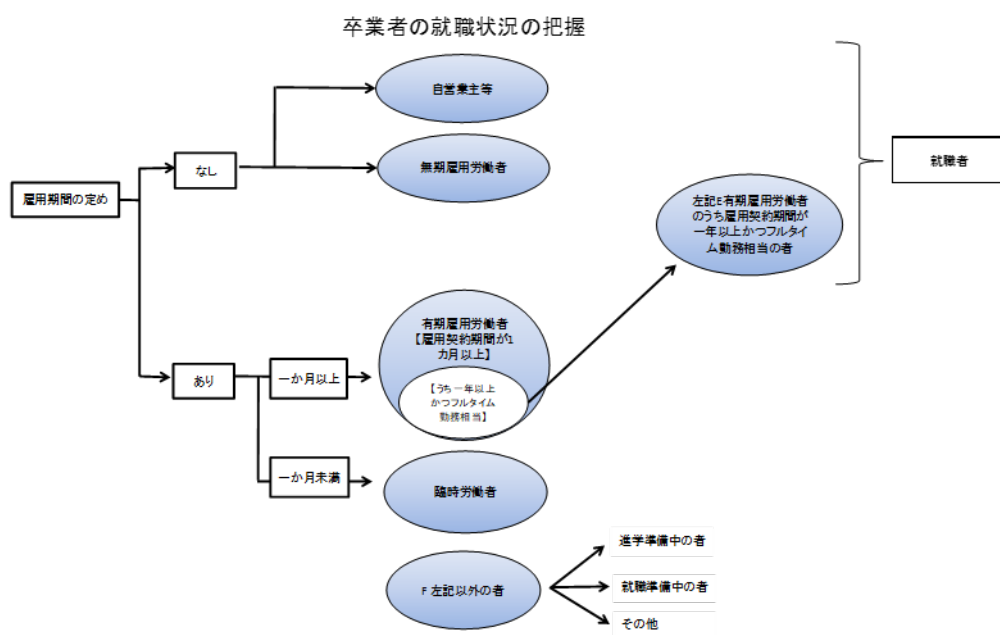 卒業者の就職状況の把握
自営業主等
無期雇用労働者
なし
雇用期間の定め
就職者
左記E有期雇用労働者
のうち雇用契約期間が
一年以上かつフルタイ
ム勤務相当の者
有期雇用労働者
【雇用契約期間が1
カ月以上】
【うち一年以上
かつフルタイム
勤務相当】
あり
一か月以上
一か月未満
臨時労働者
F 左記以外の者
進学準備中の者
就職準備中の者
その他